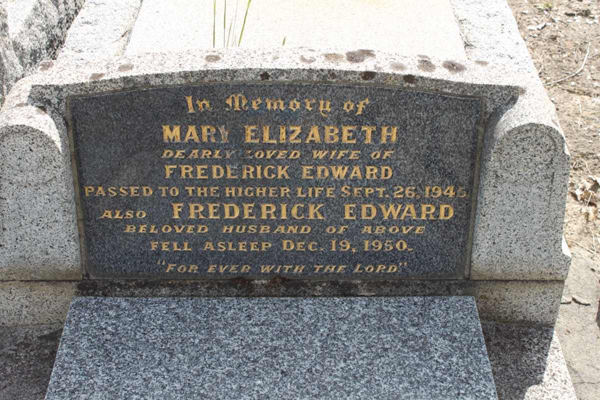 In Memory of
MARY ELIZABETH
DEARLY LOVED WIFE OF
FREDERICK EDWARD
PASSED TO THE HIGHER LIFE SEPT. 26, 1945
ALSO FREDERICK EDWARD
BELOVED HUSBAND OF ABOVE
FELL ASLEEP DEC. 19, 1950.
"FOR EVER WITH THE LORD"